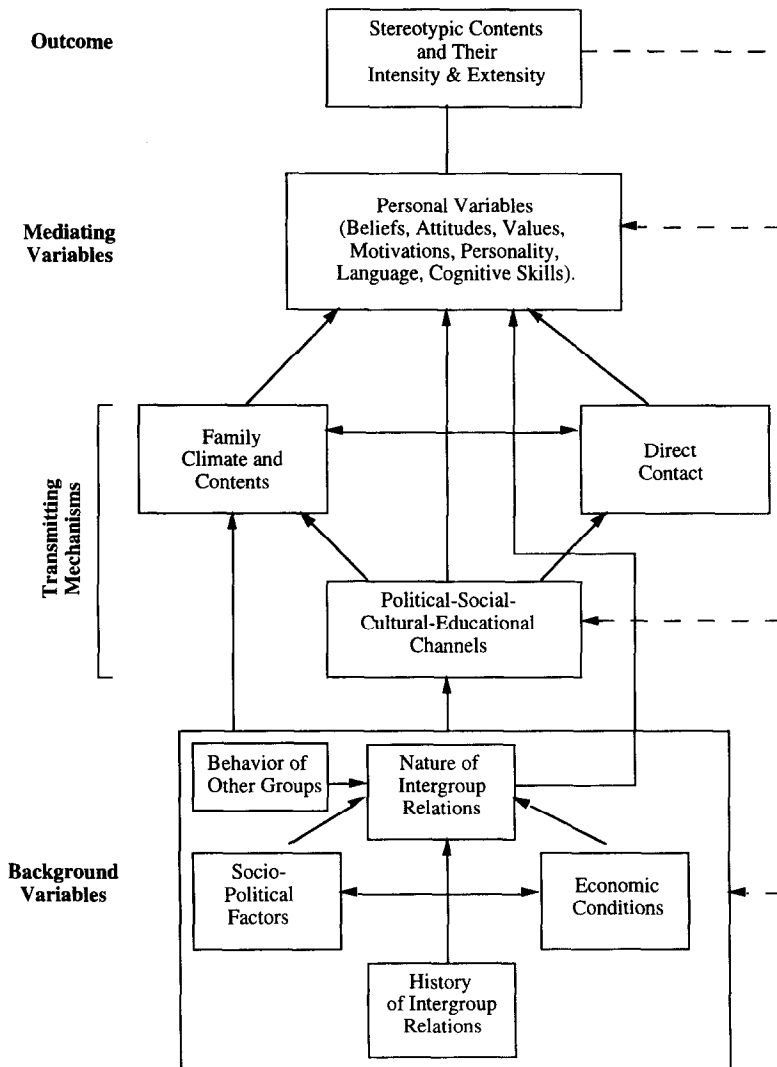 Outcome
Stereotypic Contents
and Their
Intensity & Extensity
Mediating
Variables
Personal Variables
(Beliefs, Attitudes, Values,
Motivations, Personality,
Language, Cognitive Skills).
Transmitting
Mechanisms
Family
Climate and
Contents
Direct
Contact
Political-Social-
Cultural-Educational
Channels
Background
Variables
Behavior of
Other Groups
Nature of
Intergroup
Relations
Socio-
Political
Factors
Economic
Conditions
History
of Intergroup
Relations